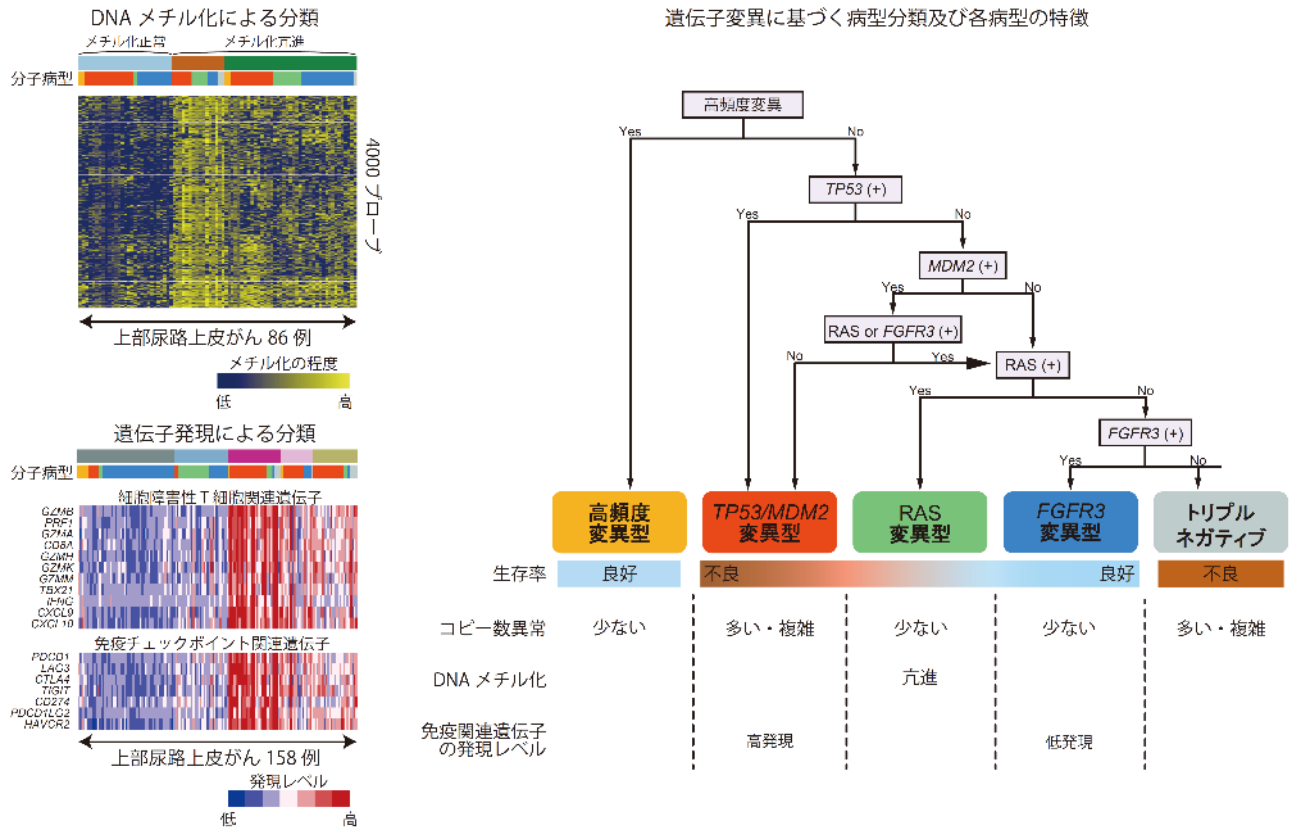 DNA メチル化による分類
メチル化正常
メチル化亢進
分子病型
4000 プローブ
上部尿路上皮がん 86 例
メチル化の程度
低
高
遺伝子発現による分類
分子病型
細胞障害性 T 細胞関連遺伝子
GZMB
PRF1
GZMA
CD8A
GZMH
GZMK
GZMM
TBX21
IFNG
CXCL9
CXCL10
免疫チェックポイント関連遺伝子
PDCD1
LAG3
CTLA4
TIGIT
CD274
PDCD1LG2
HAVCR2
上部尿路上皮がん 158 例
発現レベル
低
高
遺伝子変異に基づく病型分類及び各病型の特徴
高頻度変異
Yes
No
TP53 (+)
Yes
No
MDM2 (+)
Yes
No
RAS or FGFR3 (+)
No
Yes
RAS (+)
Yes
No
FGFR3 (+)
Yes
No
高頻度
変異型
TP53/MDM2
変異型
RAS
変異型
FGFR3
変異型
トリプル
ネガティブ
生存率
良好
不良
良好
不良
コピー数異常
少ない
多い・複雑
少ない
少ない
多い・複雑
DNA メチル化
亢進
免疫関連遺伝子
の発現レベル
高発現
低発現